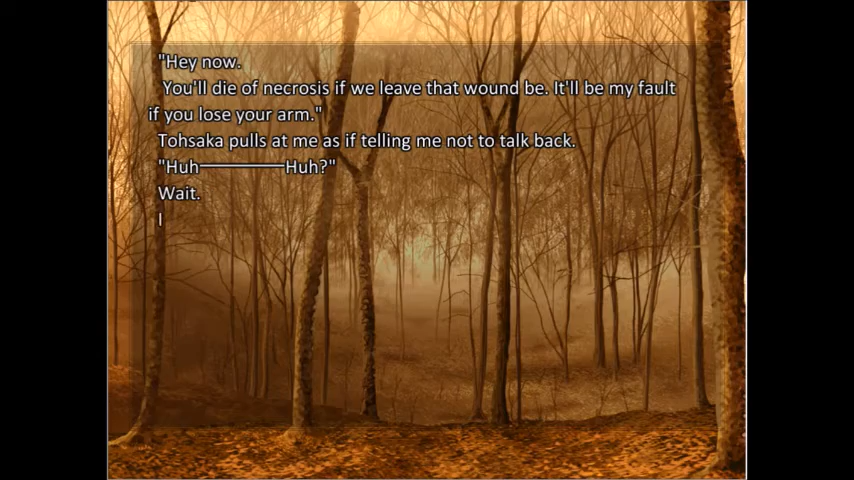 "Hey now.
You'll die of necrosis if we leave that wound be. It'll be my fault
if you lose your arm."
Tohsaka pulls at me as if telling me not to talk back.
"Huh―――――Huh?"
Wait.
I